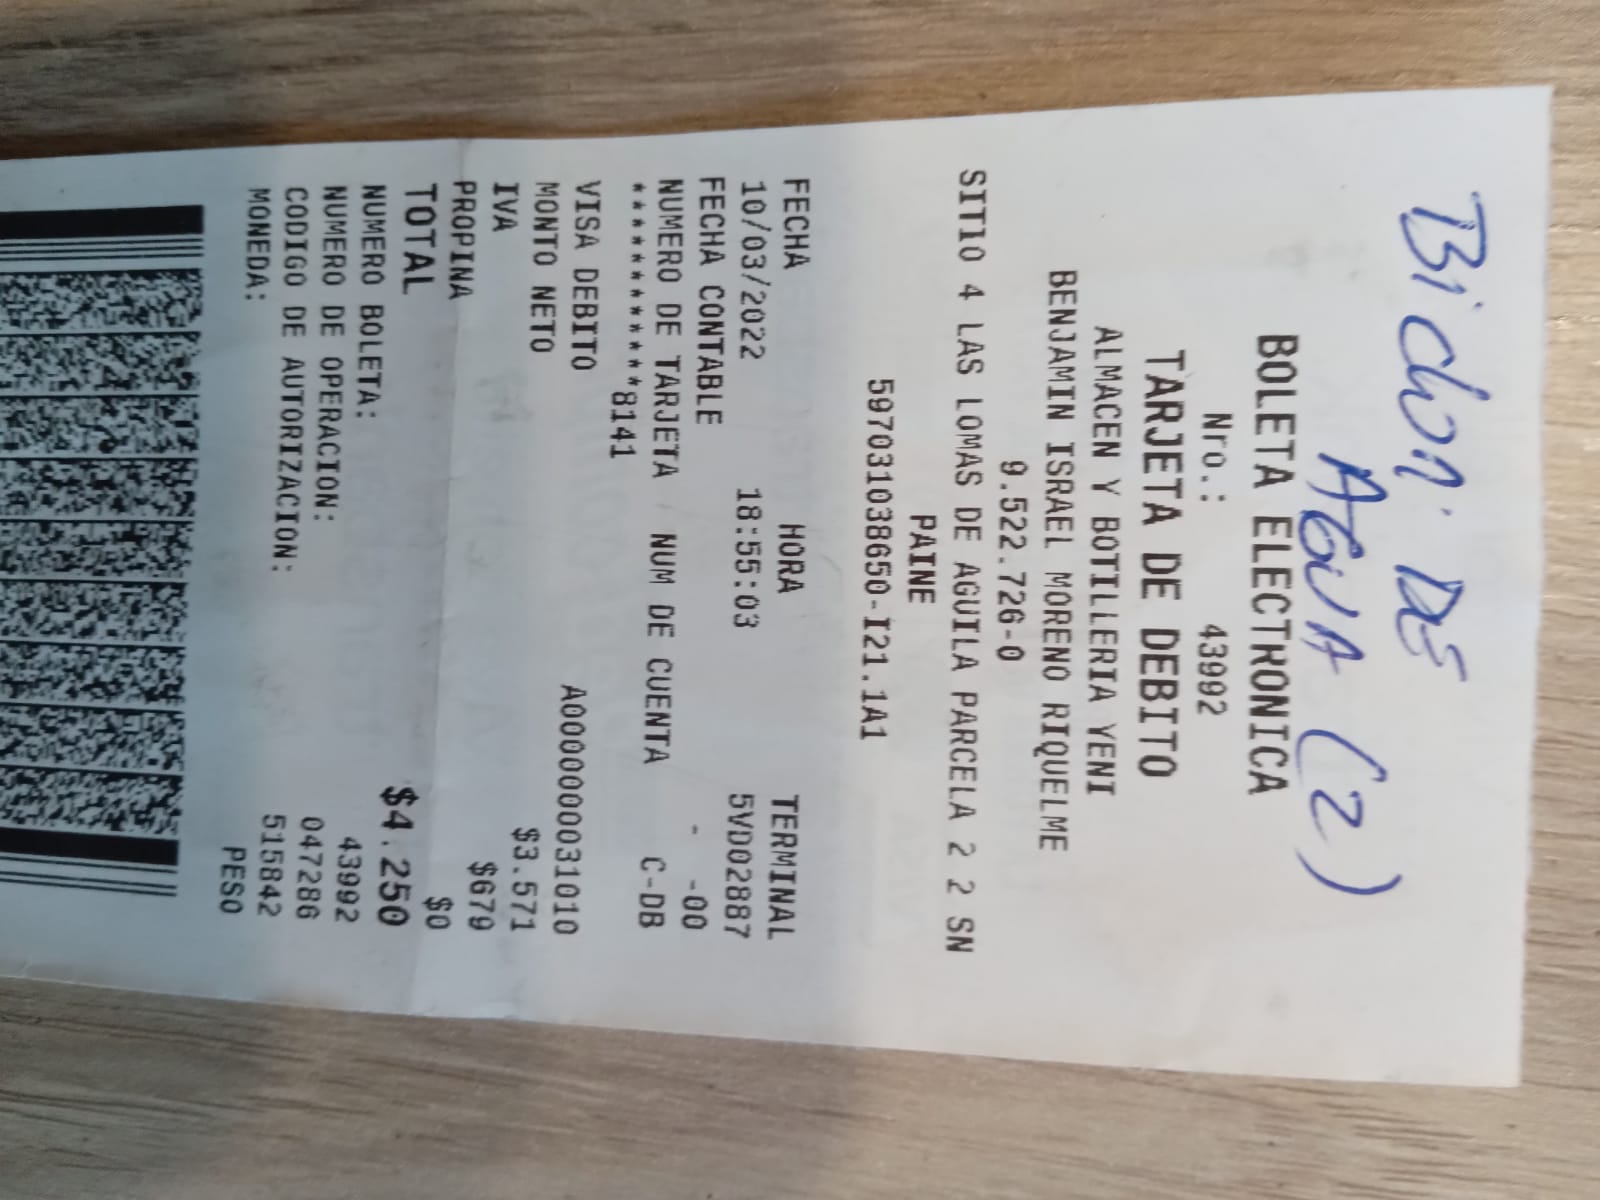 Bidon DE
AGUA (2)
BOLETA ELECTRONICA
Nro.: 43992
TARJETA DE DEBITO
ALMACEN Y BOTILLERIA YENI
BENJAMIN ISRAEL MORENO RIQUELME
9.522.726-0
SITIO 4 LAS LOMAS DE AGUILA PARCELA 2 2 SN
PAINE
597031038650-I21.1A1
FECHA HORA TERMINAL
10/03/2022 18:55:03 5VD02887
FECHA CONTABLE - -00
NUMERO DE TARJETA / NUM DE CUENTA C-DB
************8141
VISA DEBITO A0000000031010
MONTO NETO $3.571
IVA $679
PROPINA $0
TOTAL $4.250
NUMERO BOLETA: 43992
NUMERO DE OPERACION: 047286
CODIGO DE AUTORIZACION: 515842
MONEDA: PESO